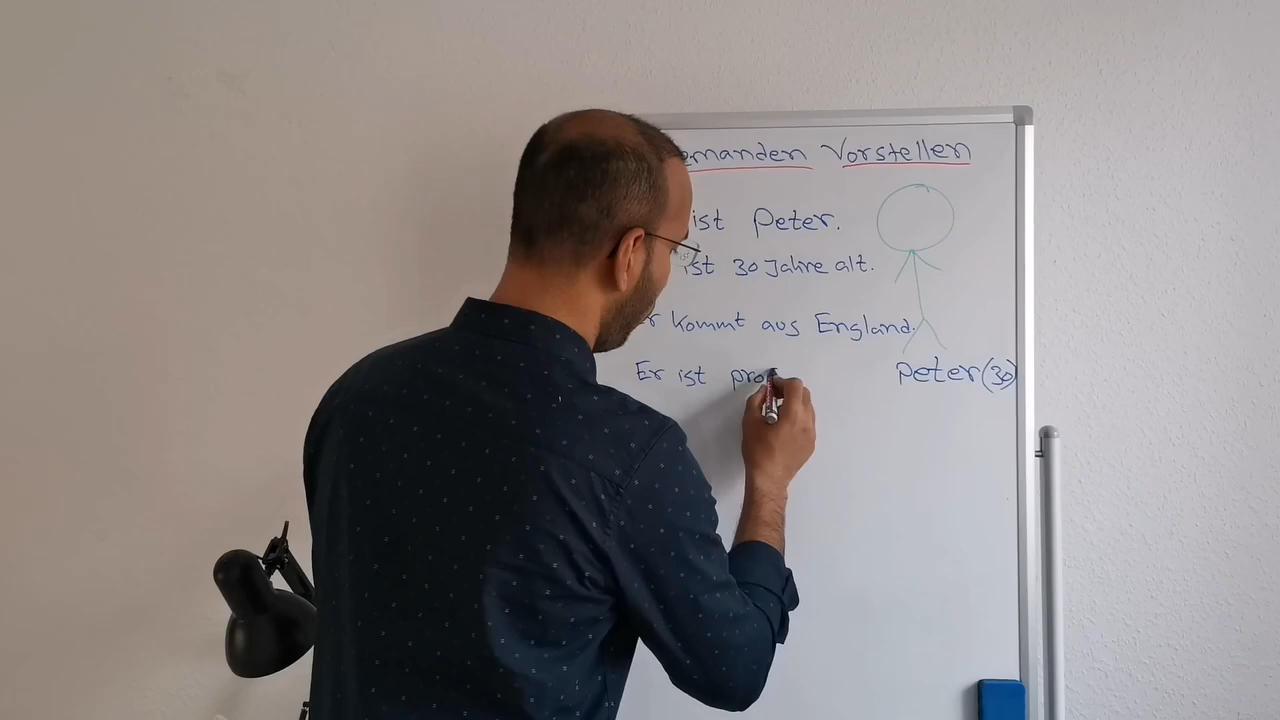 emanden Vorstellen
ist Peter.
ist 30 Jahre alt.
r kommt aus England.
Er ist pro
Peter (30)